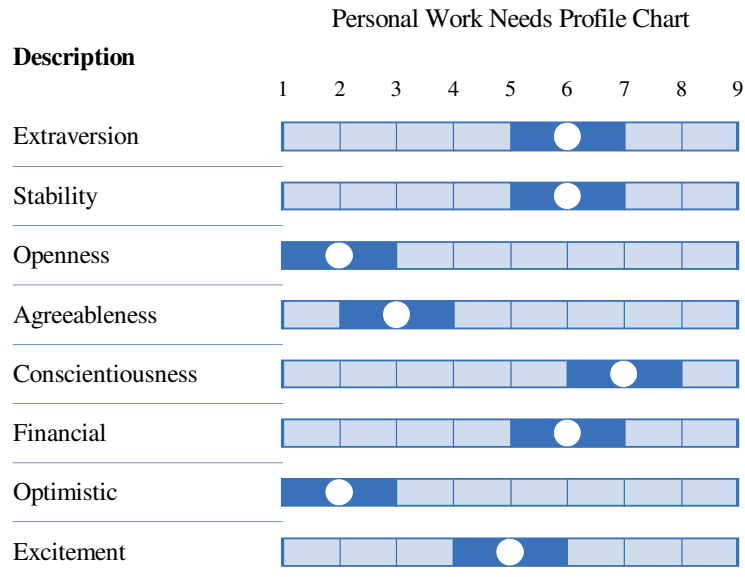 Personal Work Needs Profile Chart
Description
1 2 3 4 5 6 7 8 9
Extraversion
Stability
Openness
Agreeableness
Conscientiousness
Financial
Optimistic
Excitement